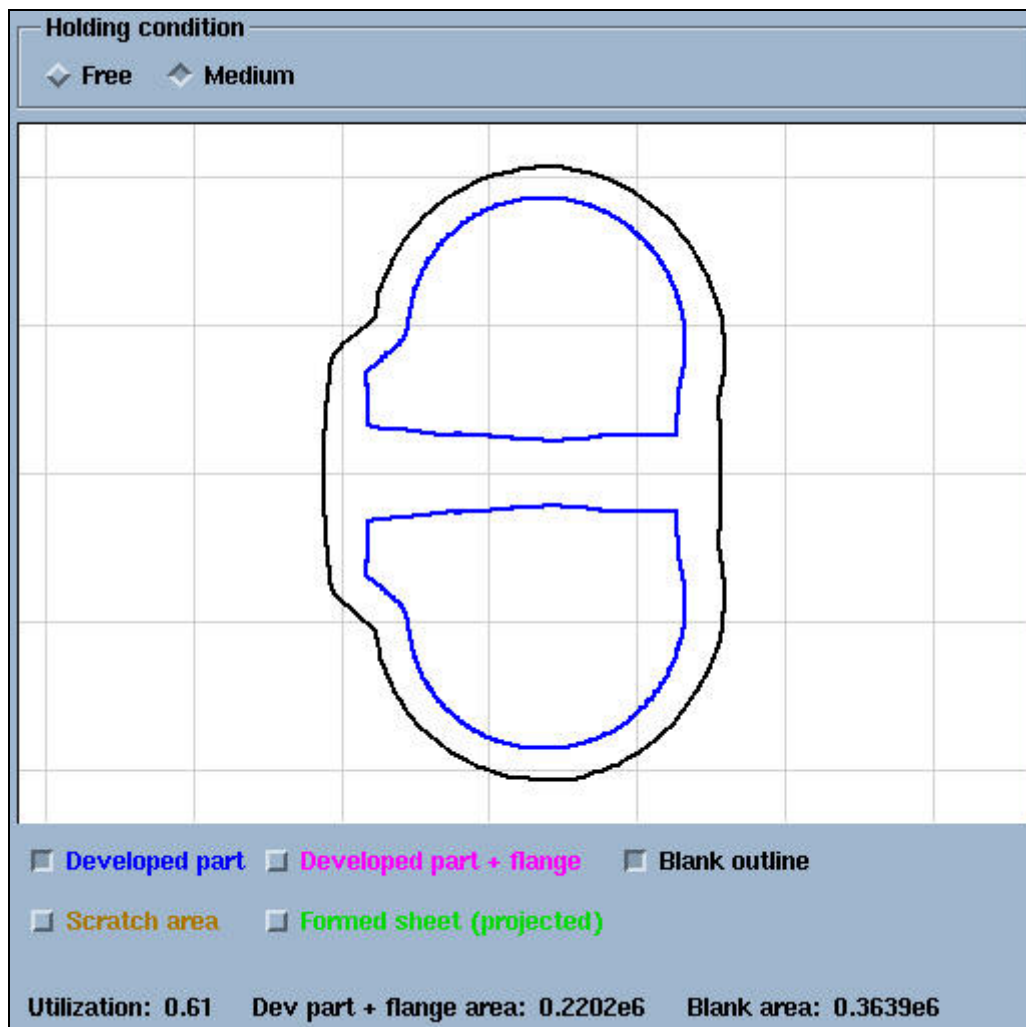 Holding condition
Free Medium
Developed part Developed part + flange Blank outline
Scratch area Formed sheet (projected)
Utilization: 0.61 Dev part + flange area: 0.2202e6 Blank area: 0.3639e6